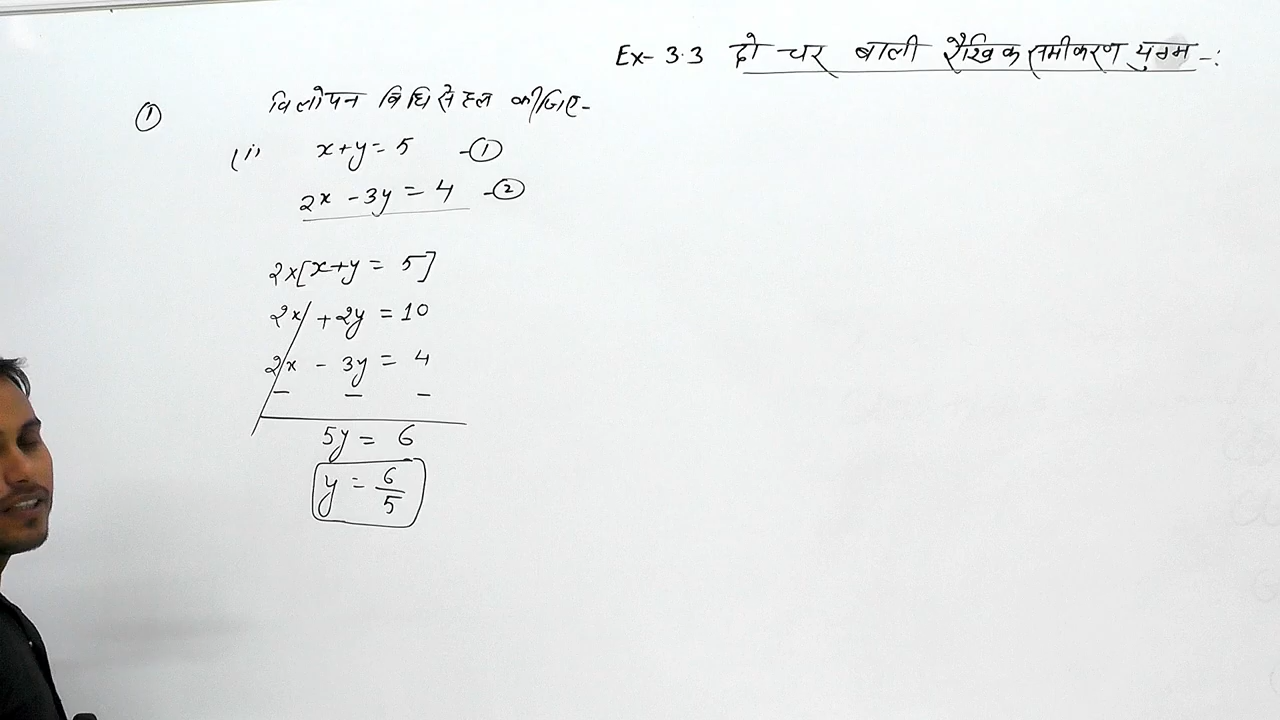 Ex- 3.3 दो चर बाली रैखिक समीकरण युग्म -:
① विलोपन विधि से हल कीजिए-
(i) x+y=5 -①
2x -3y = 4 -②
2x[x+y = 5]
2x +2y = 10
2x - 3y = 4
- - -
5y = 6
y = 6/5